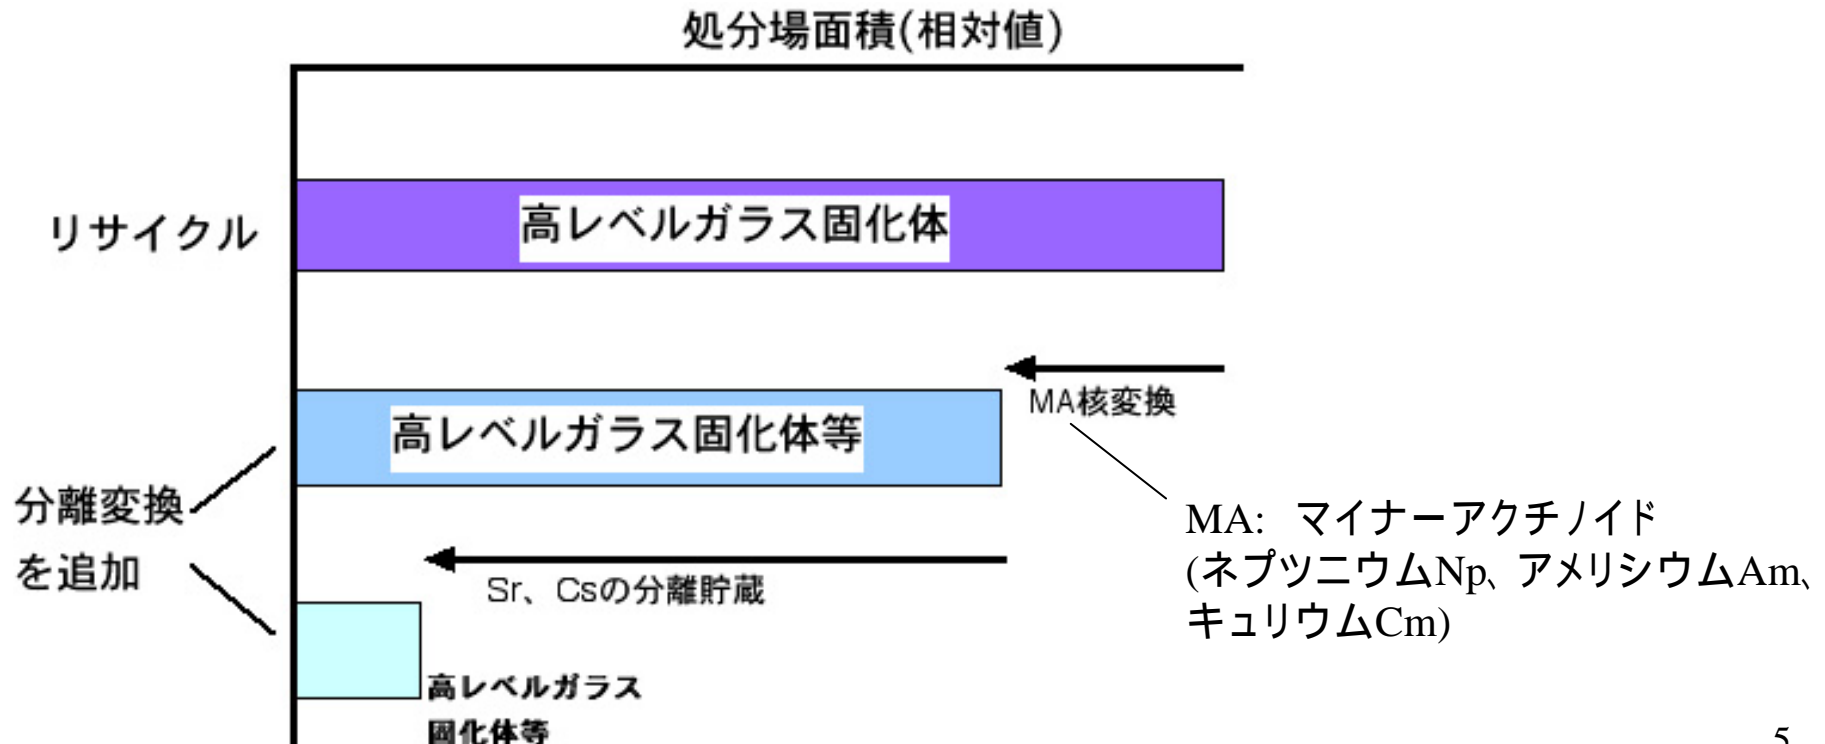 処分場面積(相対値)
リサイクル
高レベルガラス固化体
MA核変換
高レベルガラス固化体等
分離変換
を追加
MA: マイナーアクチノイド
(ネプツニウムNp、アメリシウムAm、
キュリウムCm)
Sr、Csの分離貯蔵
高レベルガラス
固化体等
5